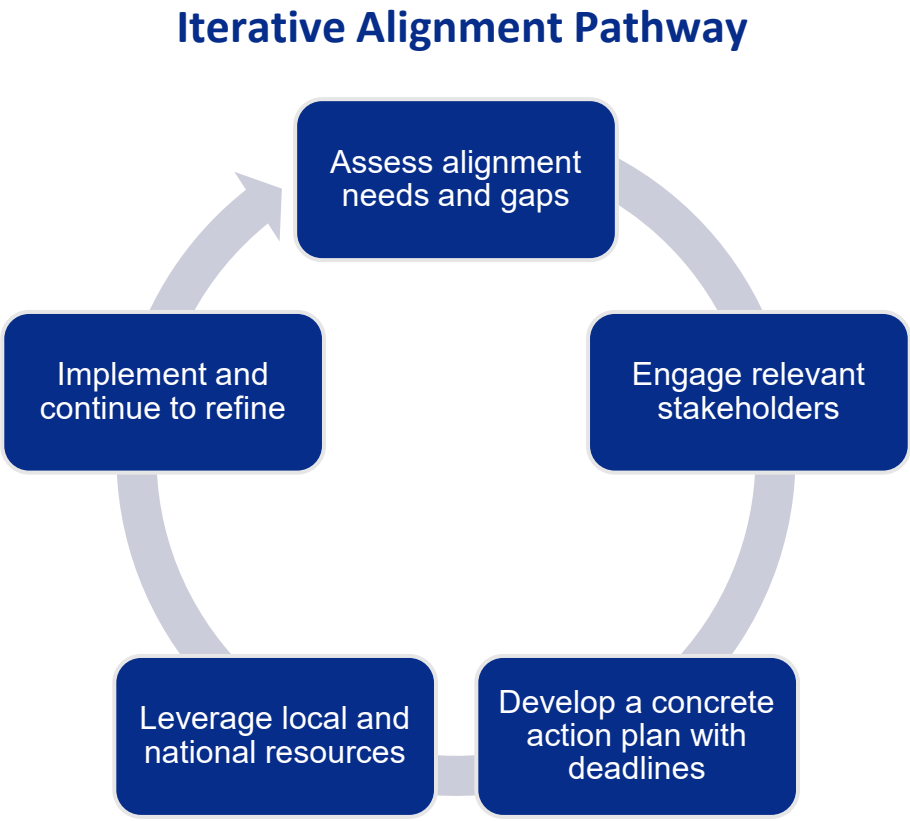 Iterative Alignment Pathway
Assess alignment
needs and gaps
Engage relevant
stakeholders
Develop a concrete
action plan with
deadlines
Leverage local and
national resources
Implement and
continue to refine